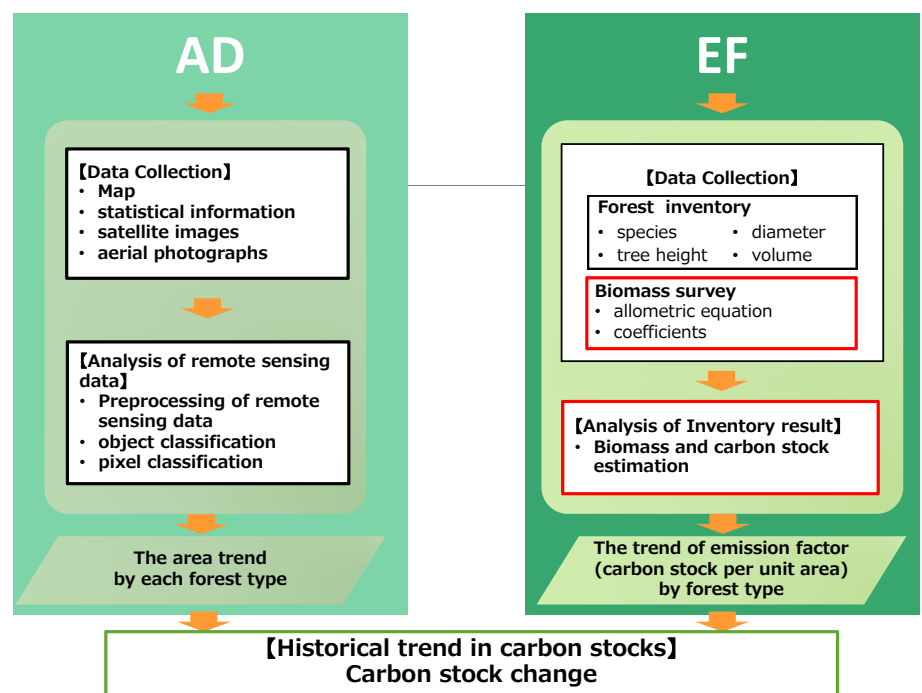 AD
【Data Collection】
• Map
• statistical information
• satellite images
• aerial photographs
【Analysis of remote sensing
data】
• Preprocessing of remote
sensing data
• object classification
• pixel classification
The area trend
by each forest type
EF
【Data Collection】
Forest inventory
• species • diameter
• tree height • volume
Biomass survey
• allometric equation
• coefficients
【Analysis of Inventory result】
• Biomass and carbon stock
estimation
The trend of emission factor
(carbon stock per unit area)
by forest type
【Historical trend in carbon stocks】
Carbon stock change